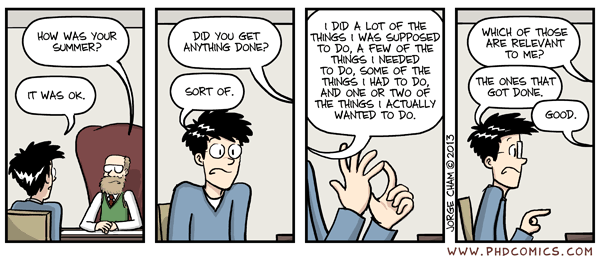 HOW WAS YOUR
SUMMER?
IT WAS OK.
DID YOU GET
ANYTHING DONE?
SORT OF.
I DID A LOT OF THE
THINGS I WAS SUPPOSED
TO DO, A FEW OF THE
THINGS I NEEDED
TO DO, SOME OF THE
THINGS I HAD TO DO,
AND ONE OR TWO OF
THE THINGS I ACTUALLY
WANTED TO DO.
JORGE CHAM © 2013
WHICH OF THOSE
ARE RELEVANT
TO ME?
THE ONES THAT
GOT DONE.
GOOD.
WWW.PHDCOMICS.COM